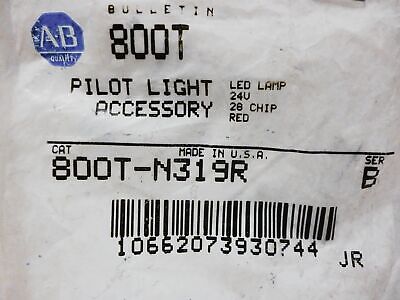 BULLETIN
AB
QUALITY
800T
PILOT LIGHT
ACCESSORY
LED LAMP
24V
28 CHIP
RED
CAT
MADE IN U.S.A.
SER
800T-N319R
B
10662073930744
JR